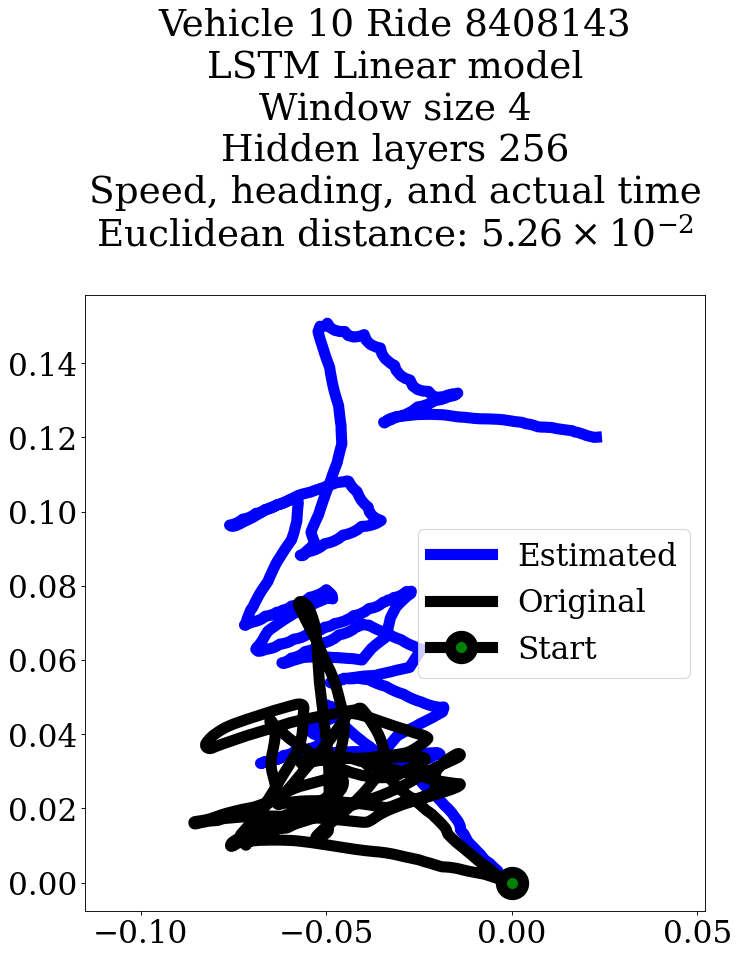 Vehicle 10 Ride 8408143
LSTM Linear model
Window size 4
Hidden layers 256
Speed, heading, and actual time
Euclidean distance: 5.26 × 10⁻²
0.14
0.12
0.10
0.08
0.06
0.04
0.02
0.00
Estimated
Original
Start
−0.10 −0.05 0.00 0.05